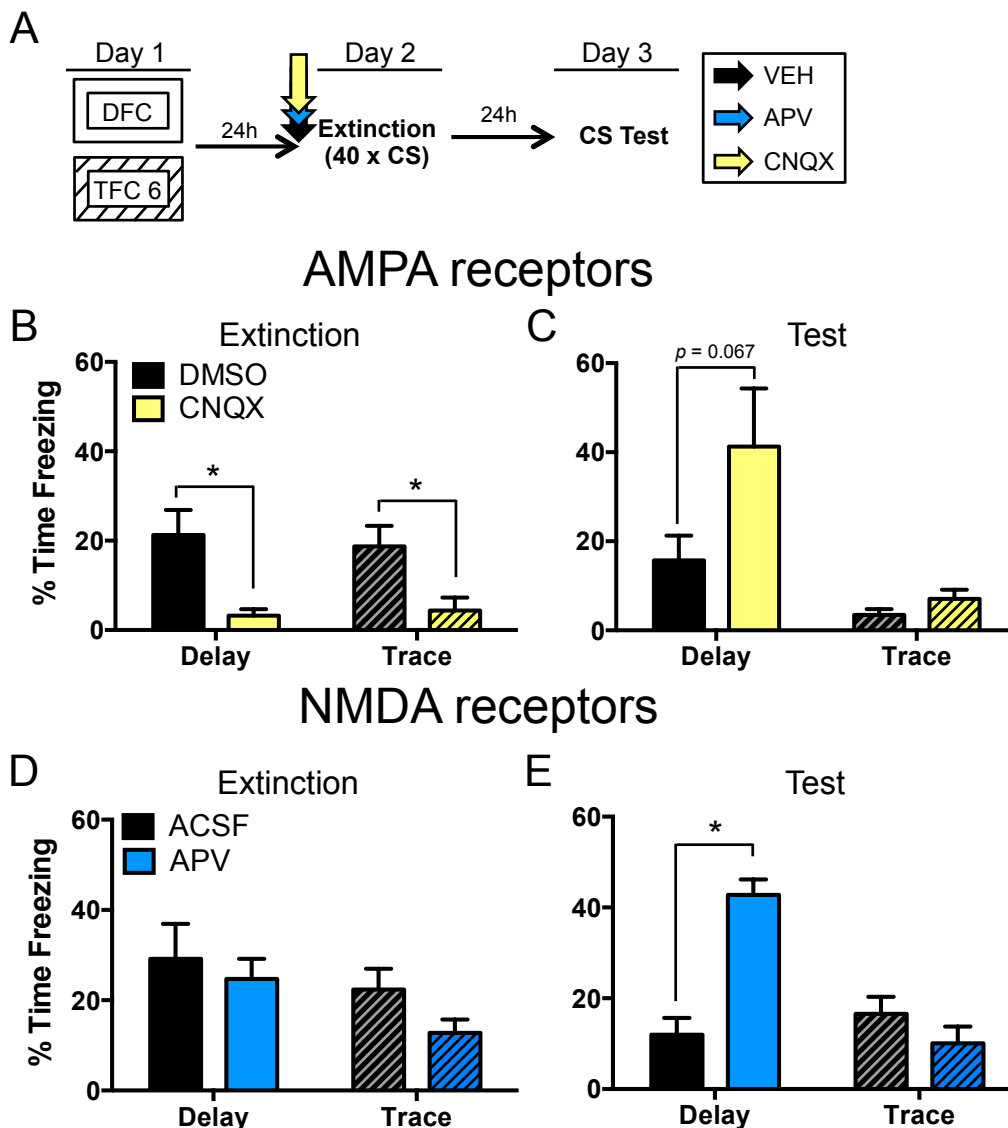 A
Day 1
Day 2
Day 3
DFC
TFC 6
24h
Extinction
(40 x CS)
24h
CS Test
VEH
APV
CNQX
AMPA receptors
B
Extinction
DMSO
CNQX
% Time Freezing
60
40
20
0
*
*
Delay
Trace
C
Test
p = 0.067
60
40
20
0
Delay
Trace
NMDA receptors
D
Extinction
ACSF
APV
% Time Freezing
60
40
20
0
Delay
Trace
E
Test
*
60
40
20
0
Delay
Trace